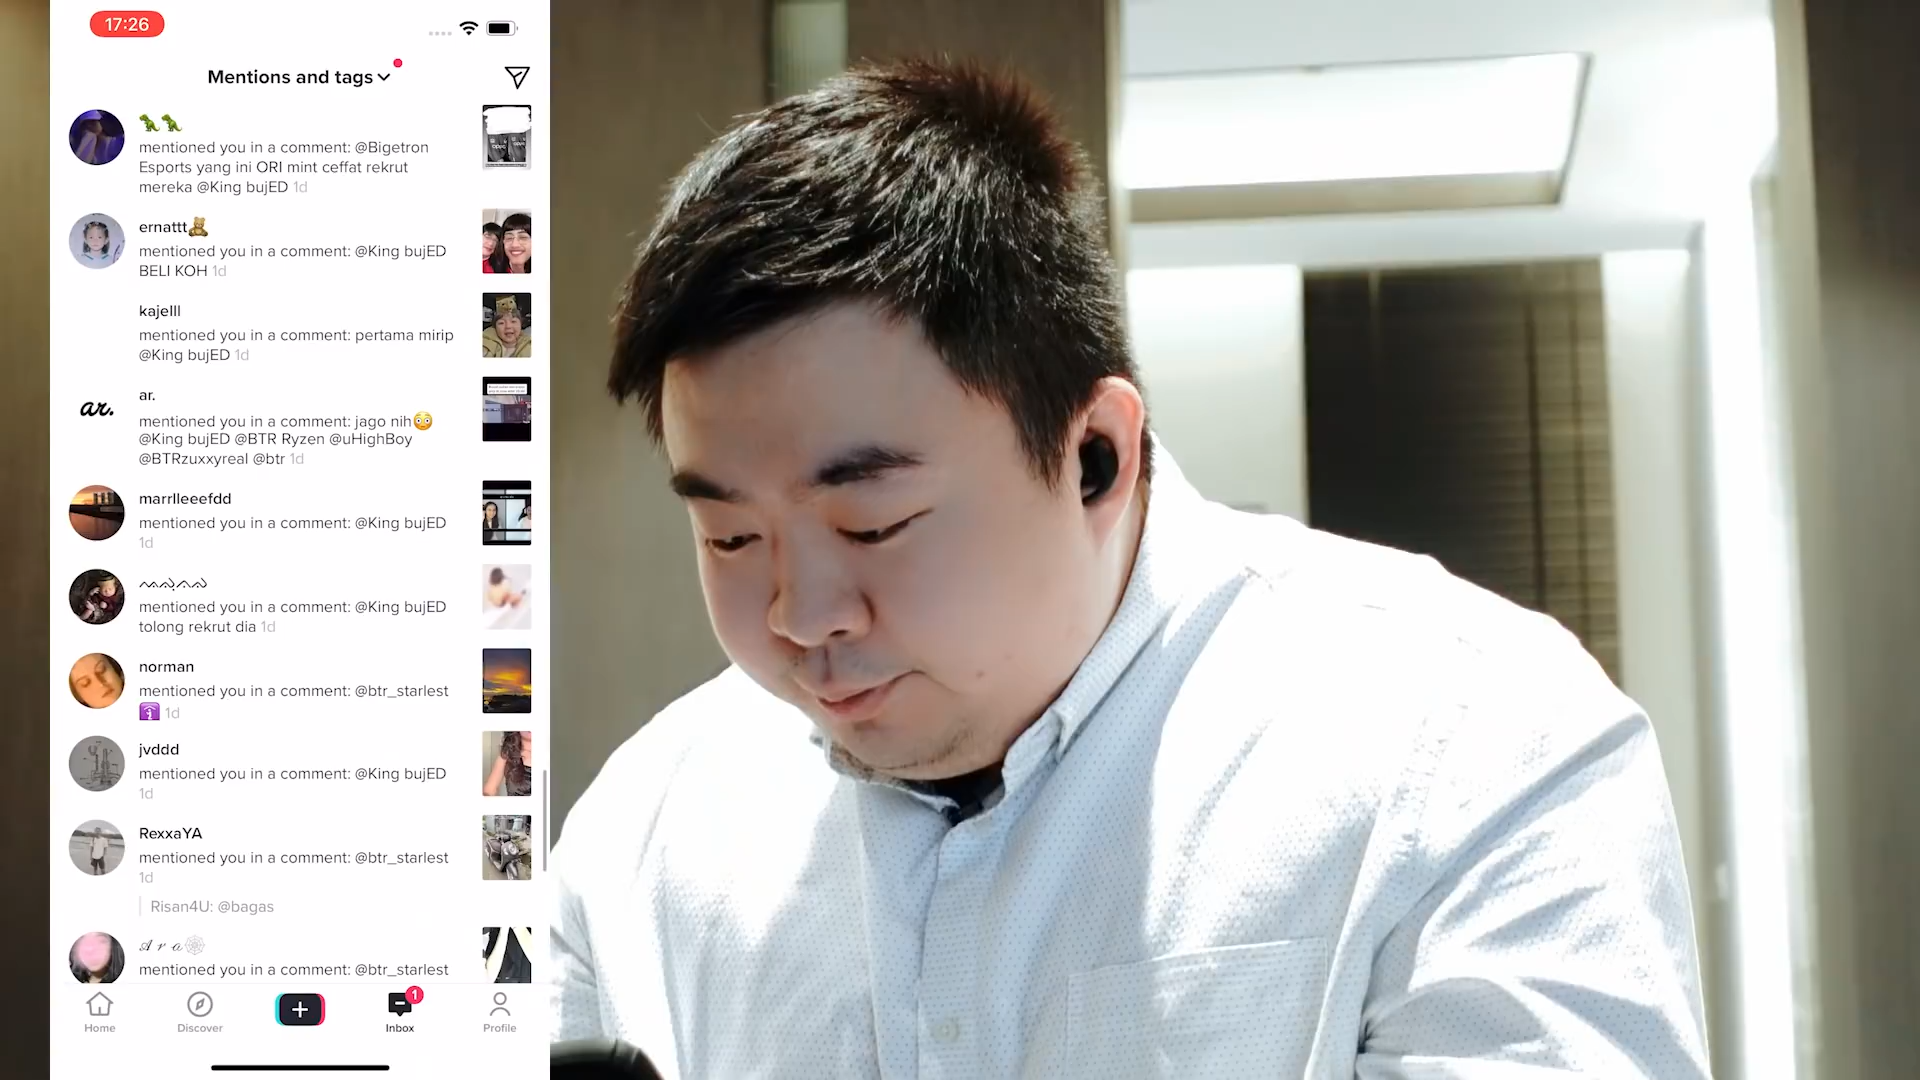 17:26
Mentions and tags
mentioned you in a comment: @Bigetron
Esports yang ini ORI mint ceffat rekrut
mereka @King bujED 1d
ernattt
mentioned you in a comment: @King bujED
BELI KOH 1d
kajelll
mentioned you in a comment: pertama mirip
@King bujED 1d
ar.
ar.
mentioned you in a comment: jago nih
@King bujED @BTR Ryzen @uHighBoy
@BTRzuxxyreal @btr 1d
marrlleeefdd
mentioned you in a comment: @King bujED
1d
mentioned you in a comment: @King bujED
tolong rekrut dia 1d
norman
mentioned you in a comment: @btr_starlest
1d
jvddd
mentioned you in a comment: @King bujED
1d
RexxaYA
mentioned you in a comment: @btr_starlest
1d
Risan4U: @bagas
𝒜 𝓇 𝒶
mentioned you in a comment: @btr_starlest
1
Home
Discover
Inbox
Profile